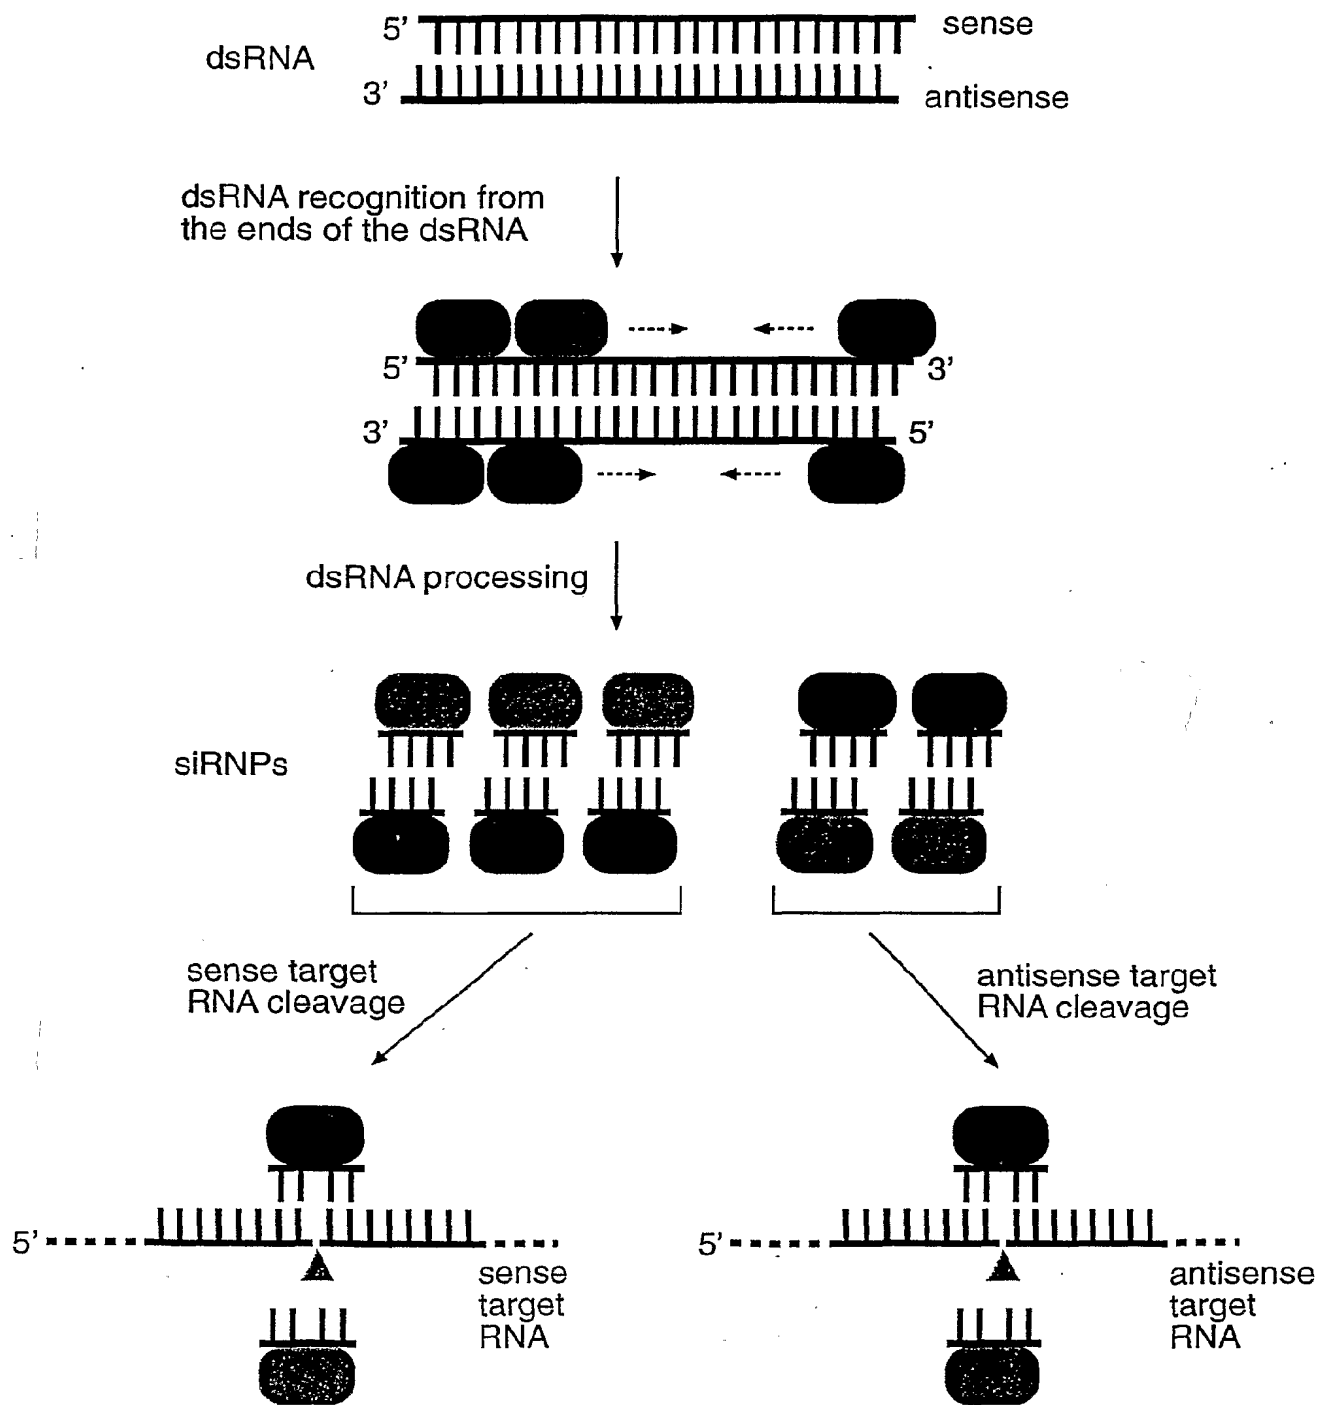 5' sense
dsRNA
3' antisense
dsRNA recognition from
the ends of the dsRNA
5' 3'
3' 5'
dsRNA processing
siRNPs
sense target
RNA cleavage
antisense target
RNA cleavage
5'
sense
target
RNA
5'
antisense
target
RNA